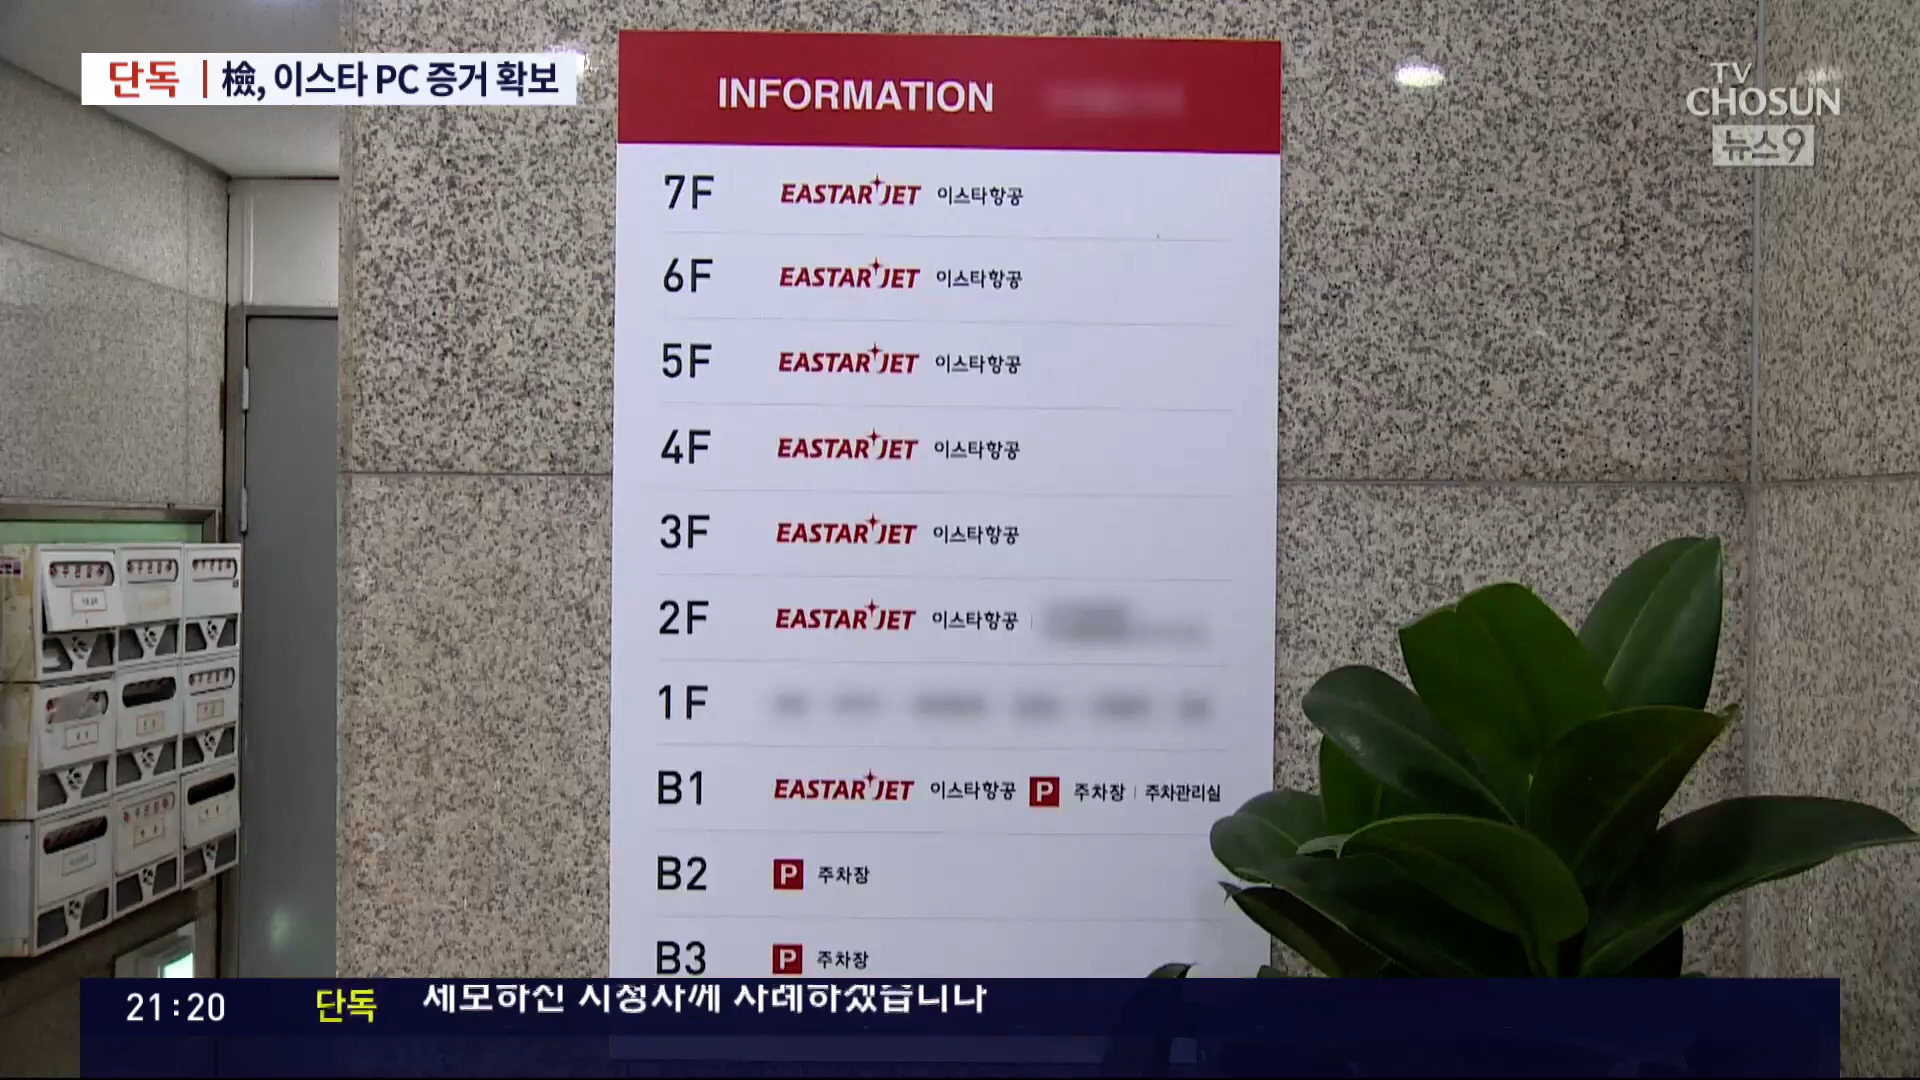 단독 | 檢, 이스타 PC 증거 확보
TV
CHOSUN
뉴스9
INFORMATION
7F EASTAR JET 이스타항공
6F EASTAR JET 이스타항공
5F EASTAR JET 이스타항공
4F EASTAR JET 이스타항공
3F EASTAR JET 이스타항공
2F EASTAR JET 이스타항공
1F
B1 EASTAR JET 이스타항공 P 주차장 | 주차관리실
B2 P 주차장
B3 P 주차장
21:20 단독 제보하신 시청자께 사례하겠습니다